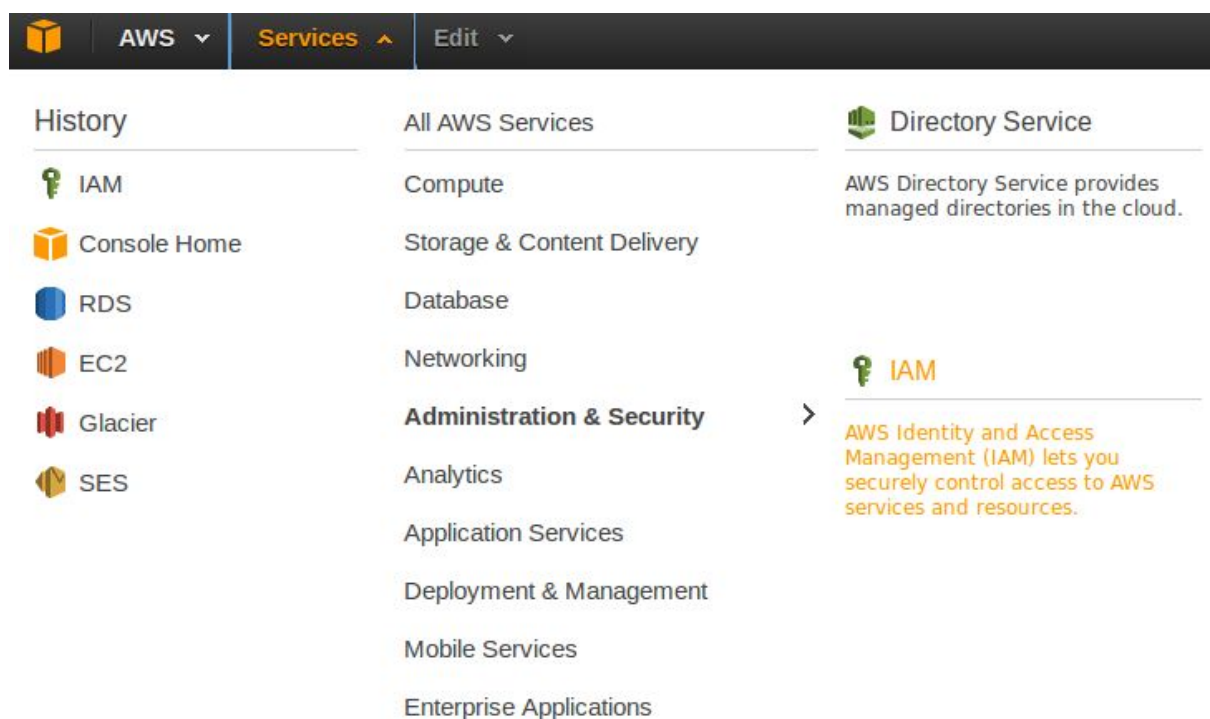 AWS Services Edit
History
IAM
Console Home
RDS
EC2
Glacier
SES
All AWS Services
Compute
Storage & Content Delivery
Database
Networking
Administration & Security
Analytics
Application Services
Deployment & Management
Mobile Services
Enterprise Applications
Directory Service
AWS Directory Service provides
managed directories in the cloud.
IAM
AWS Identity and Access
Management (IAM) lets you
securely control access to AWS
services and resources.